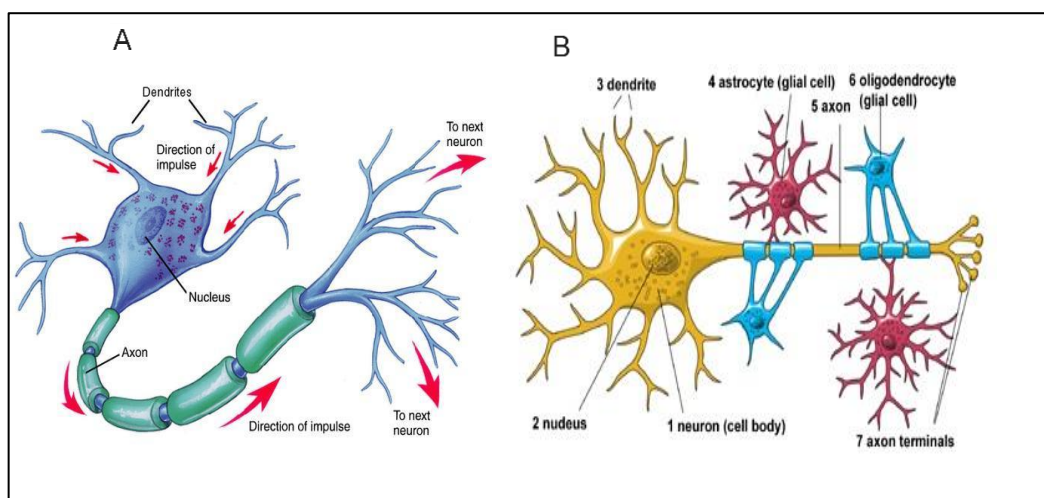 A
Dendrites
Direction of
impulse
To next
neuron
Nucleus
Axon
Direction of impulse
To next
neuron
B
3 dendrite
4 astrocyte (glial cell)
5 axon
6 oligodendrocyte
(glial cell)
2 nudeus
1 neuron (cell body)
7 axon terminals